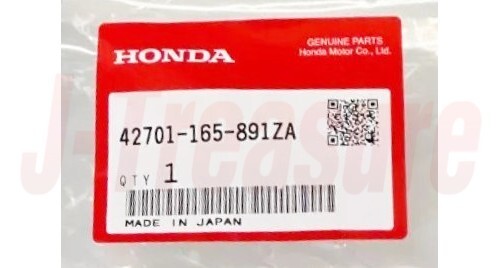 HONDA
GENUINE PARTS
Honda Motor Co., Ltd.
42701-165-891ZA
QTY 1
MADE IN JAPAN
J-Treasure